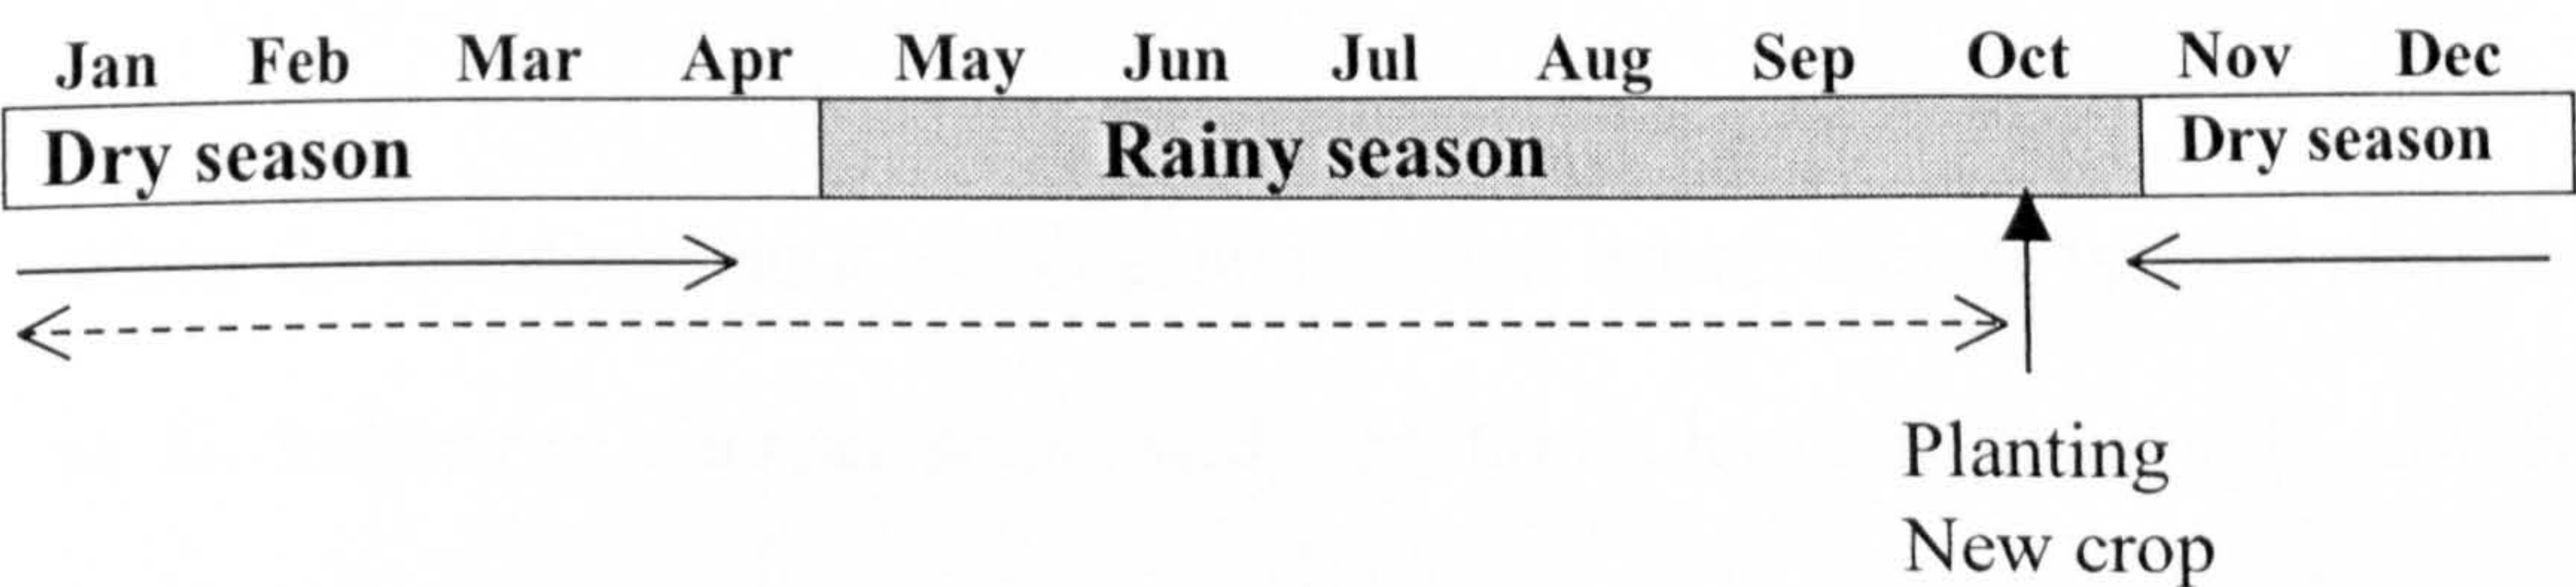 Jan Feb Mar Apr May Jun Jul Aug Sep Oct Nov Dec
Dry season Rainy season Dry season
Planting
New crop